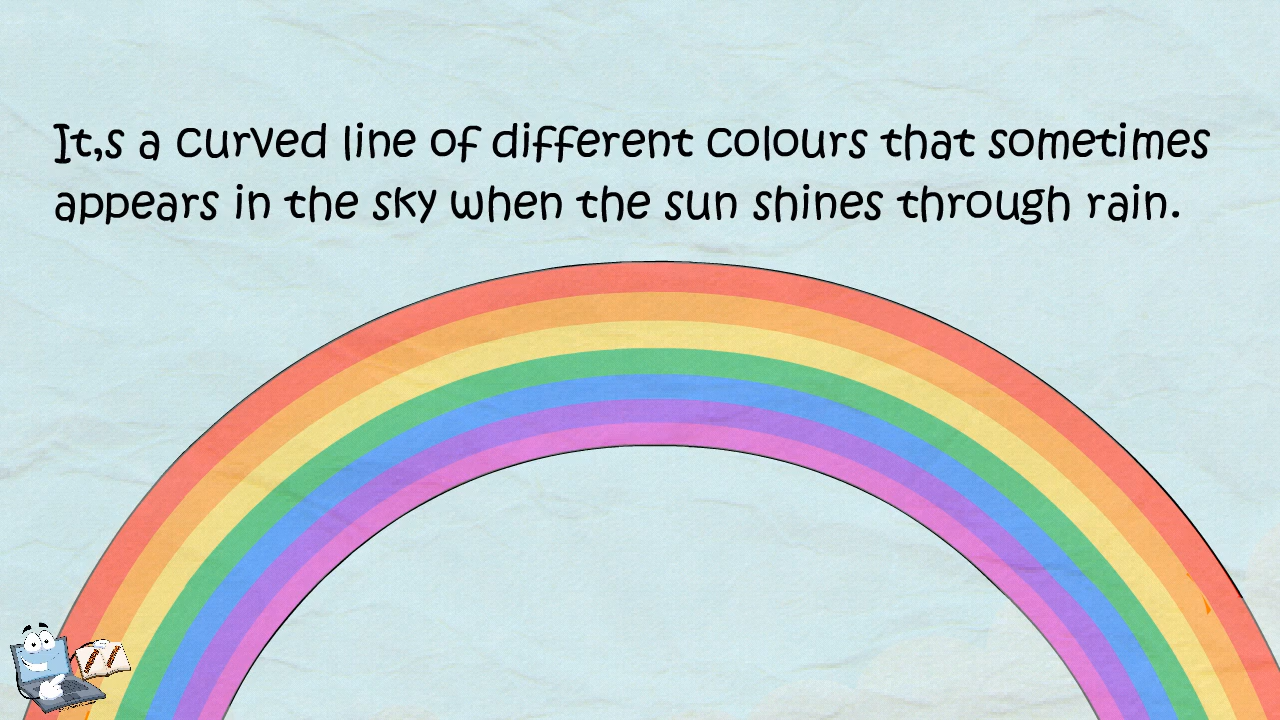 It,s a curved line of different colours that sometimes
appears in the sky when the sun shines through rain.